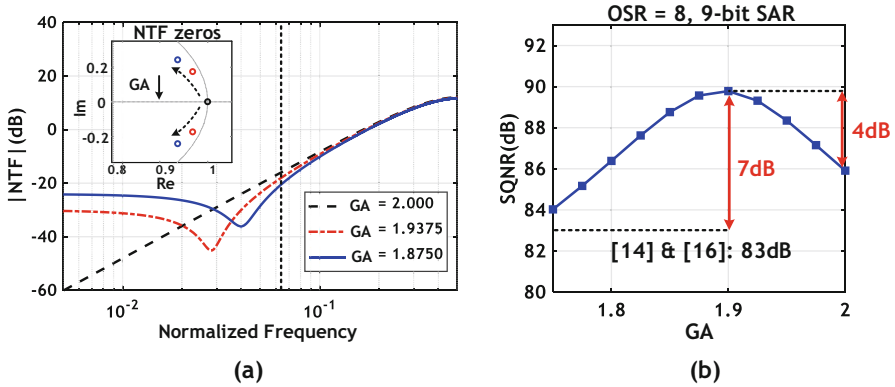 40
20
0
-20
-40
-60
|NTF|(dB)
NTF zeros
0.2
0
-0.2
Im
GA
0.8
0.9
1
Re
GA = 2.000
GA = 1.9375
GA = 1.8750
10-2
10-1
Normalized Frequency
(a)
OSR = 8, 9-bit SAR
92
90
88
86
84
82
80
SQNR(dB)
7dB
4dB
[14] & [16]: 83dB
1.8
1.9
2
GA
(b)